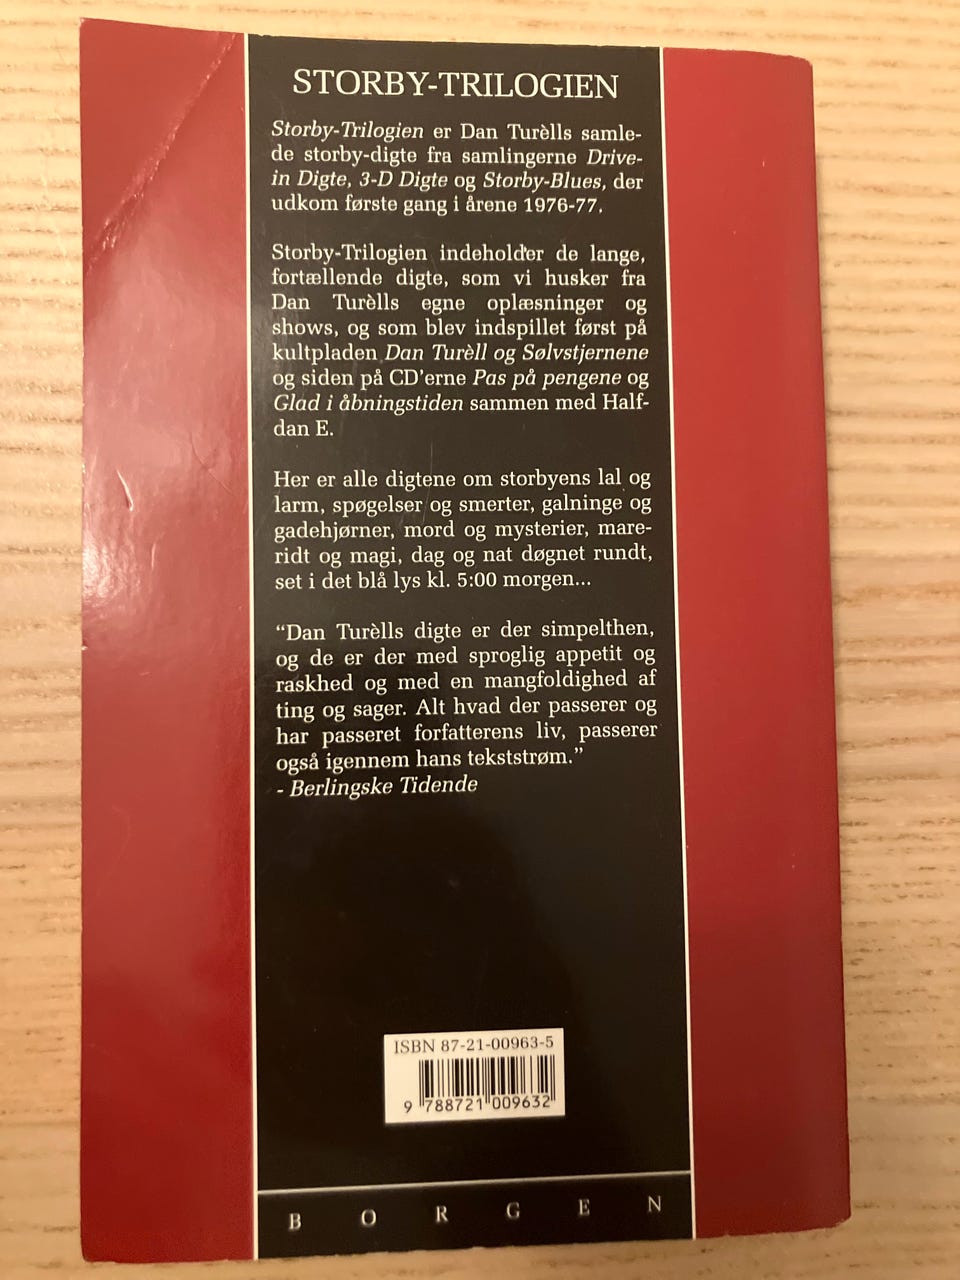 STORBY-TRILOGIEN
Storby-Trilogien er Dan Turèlls samle-
de storby-digte fra samlingerne Drive-
in Digte, 3-D Digte og Storby-Blues, der
udkom første gang i årene 1976-77.
Storby-Trilogien indeholder de lange,
fortællende digte, som vi husker fra
Dan Turèlls egne oplæsninger og
shows, og som blev indspillet først på
kultpladen Dan Turèll og Sølvstjernene
og siden på CD'erne Pas på pengene og
Glad i åbningstiden sammen med Half-
dan E.
Her er alle digtene om storbyens lal og
larm, spøgelser og smerter, galninge og
gadehjørner, mord og mysterier, mare-
ridt og magi, dag og nat døgnet rundt,
set i det blå lys kl. 5:00 morgen...
“Dan Turèlls digte er der simpelthen,
og de er der med sproglig appetit og
raskhed og med en mangfoldighed af
ting og sager. Alt hvad der passerer og
har passeret forfatterens liv, passerer
også igennem hans tekststrøm.”
- Berlingske Tidende
ISBN 87-21-00963-5
9 788721 009632
BORGEN